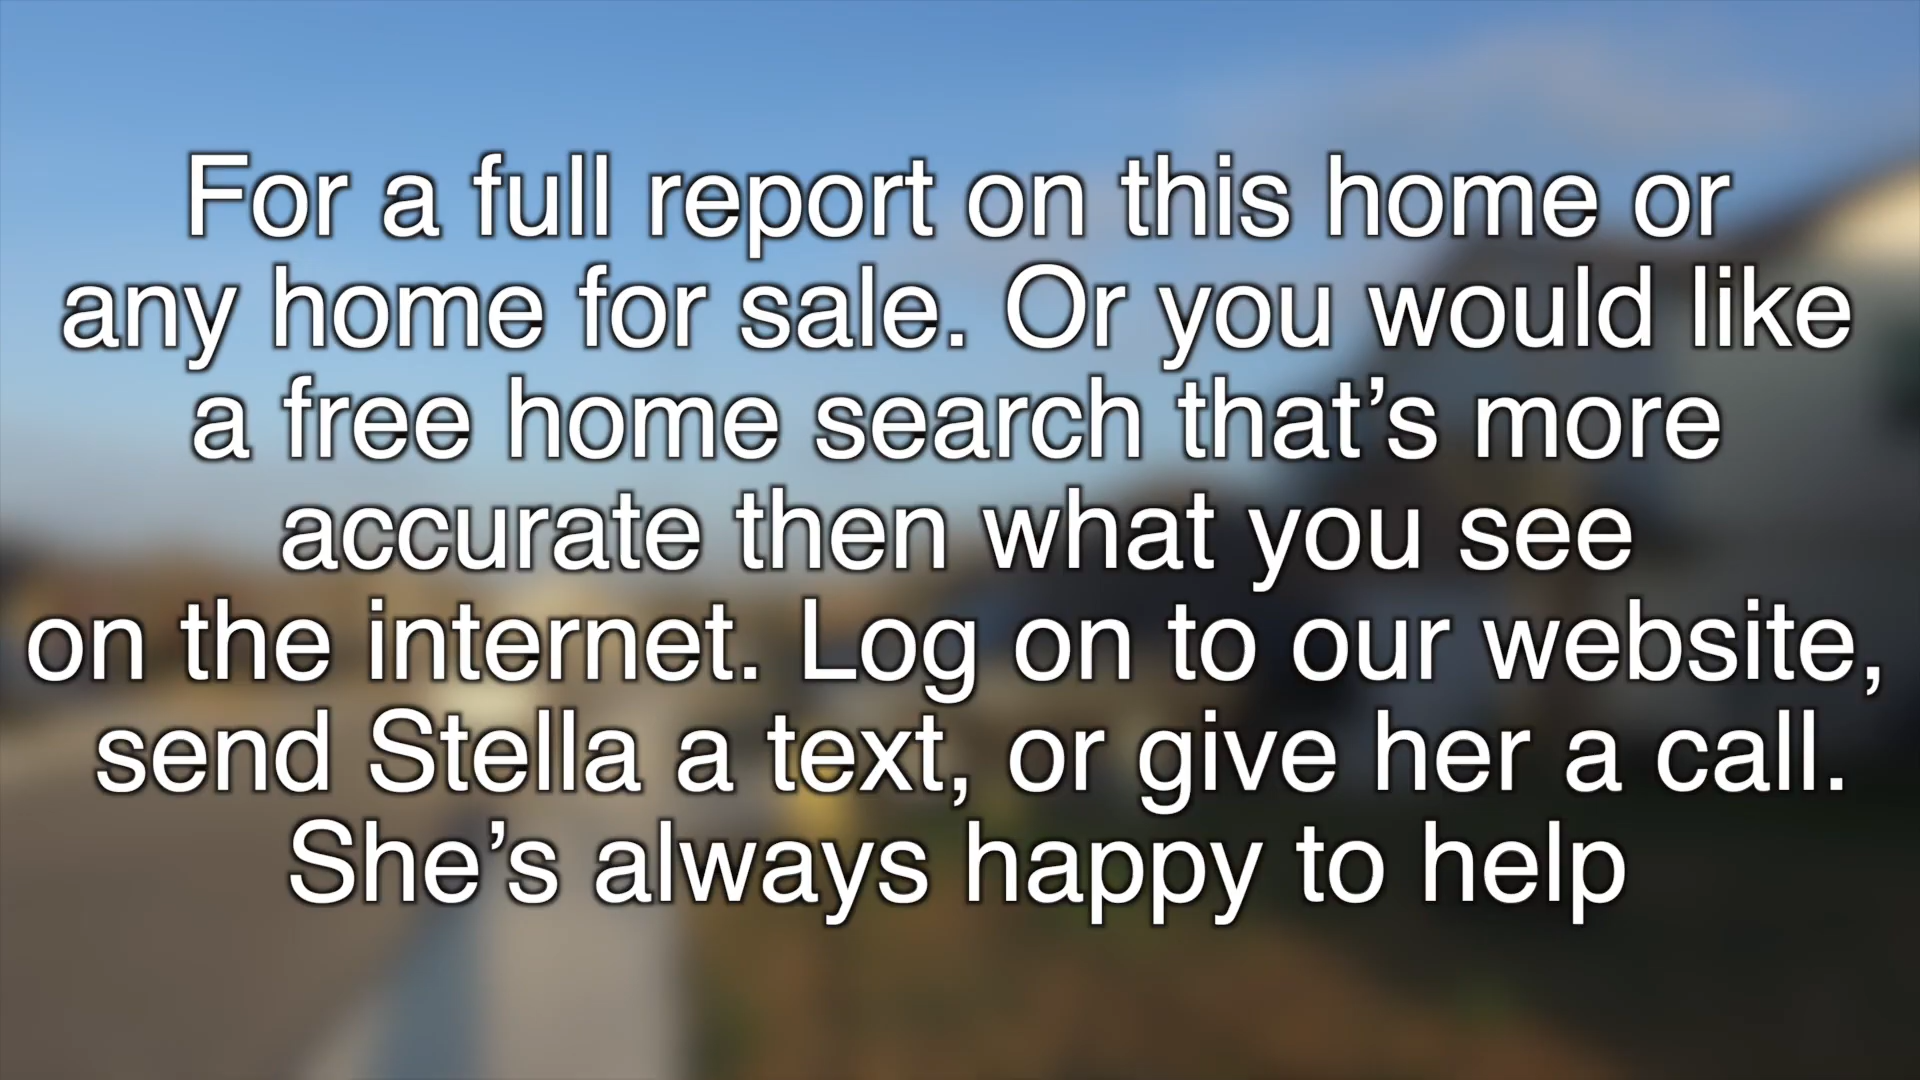 For a full report on this home or
any home for sale. Or you would like
a free home search that’s more
accurate then what you see
on the internet. Log on to our website,
send Stella a text, or give her a call.
She’s always happy to help